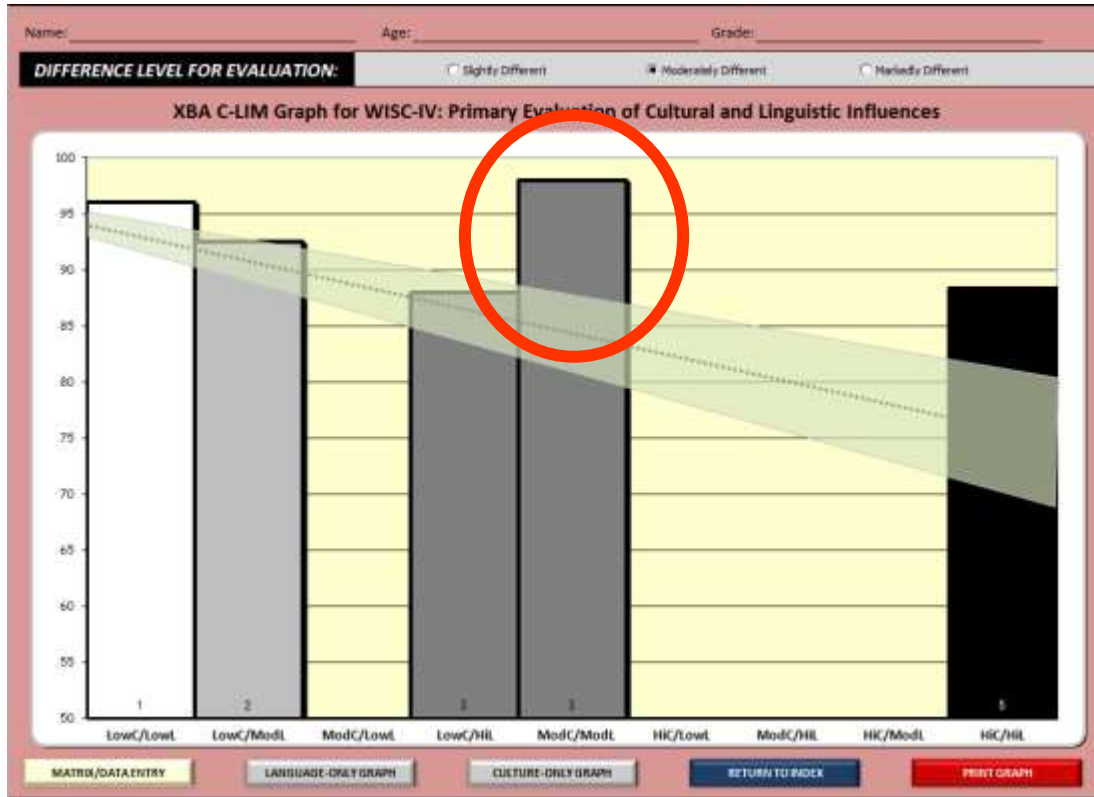 Name: Age: Grade:
DIFFERENCE LEVEL FOR EVALUATION: Slightly Different Moderately Different Markedly Different
XBA C-LIM Graph for WISC-IV: Primary Evaluation of Cultural and Linguistic Influences
100
95
90
85
80
75
70
65
60
55
50
1 2 3 3 5
LowC/LowL LowC/ModL ModC/LowL LowC/HiL ModC/ModL HiC/LowL ModC/HiL HiC/ModL HiC/HiL
MATRIX/DATA ENTRY LANGUAGE-ONLY GRAPH CULTURE-ONLY GRAPH RETURN TO INDEX PRINT GRAPH